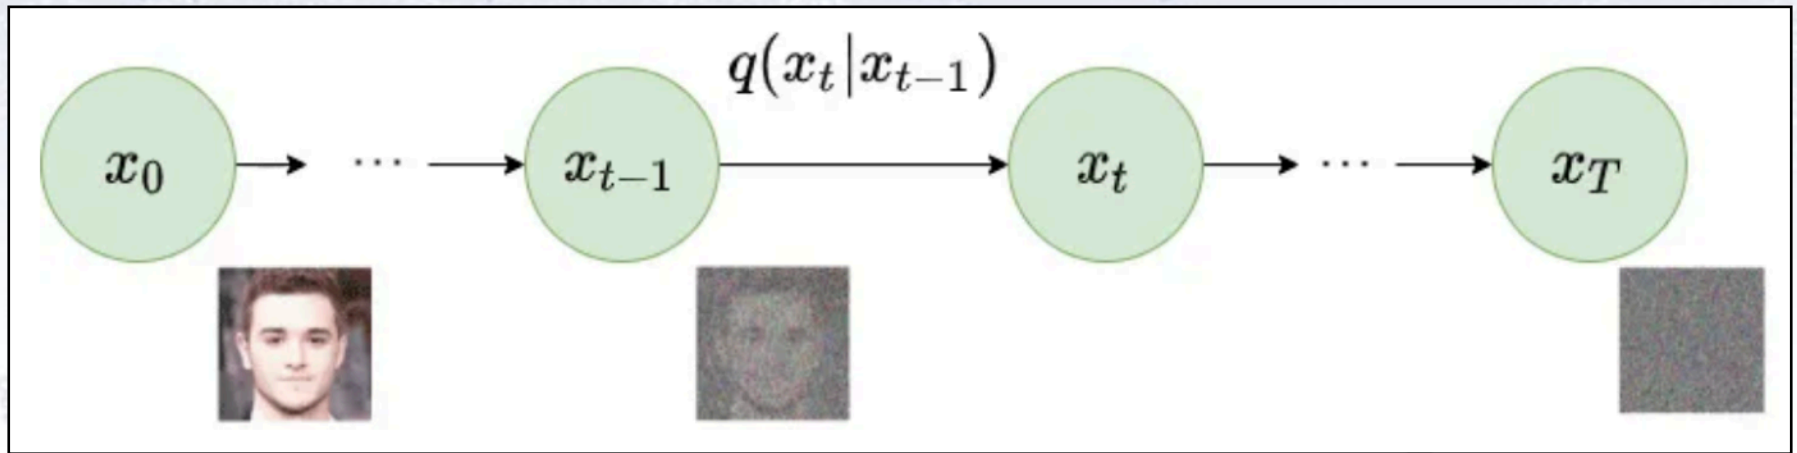 q(x_t|x_{t-1})
x_0 ⋯ x_{t-1} x_t ⋯ x_T